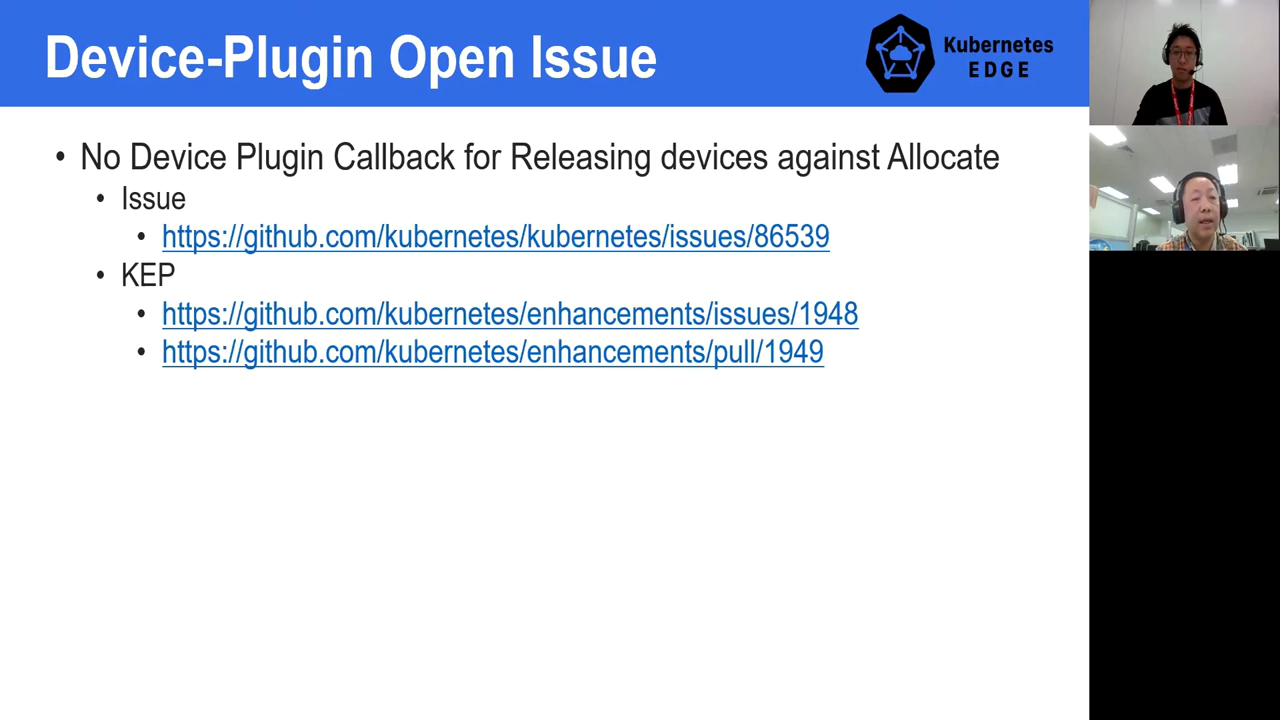 Device-Plugin Open Issue
Kubernetes
EDGE
• No Device Plugin Callback for Releasing devices against Allocate
• Issue
• https://github.com/kubernetes/kubernetes/issues/86539
• KEP
• https://github.com/kubernetes/enhancements/issues/1948
• https://github.com/kubernetes/enhancements/pull/1949